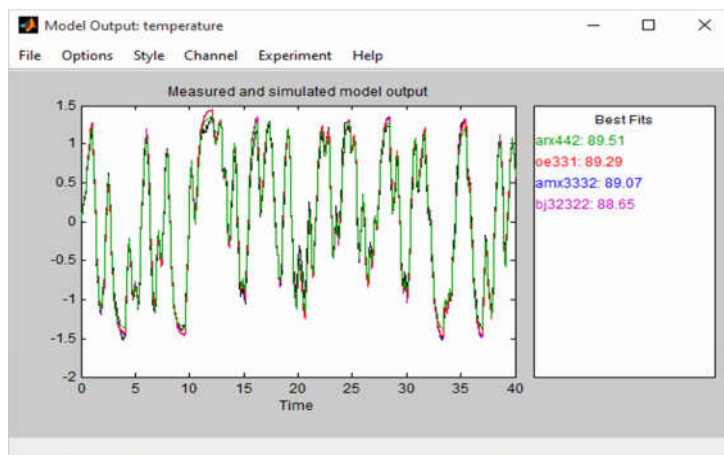 Model Output: temperature
File Options Style Channel Experiment Help
Measured and simulated model output
1.5
1
0.5
0
-0.5
-1
-1.5
-2
0 5 10 15 20 25 30 35 40
Time
Best Fits
arx442: 89.51
oe331: 89.29
amx3332: 89.07
bj32322: 88.65